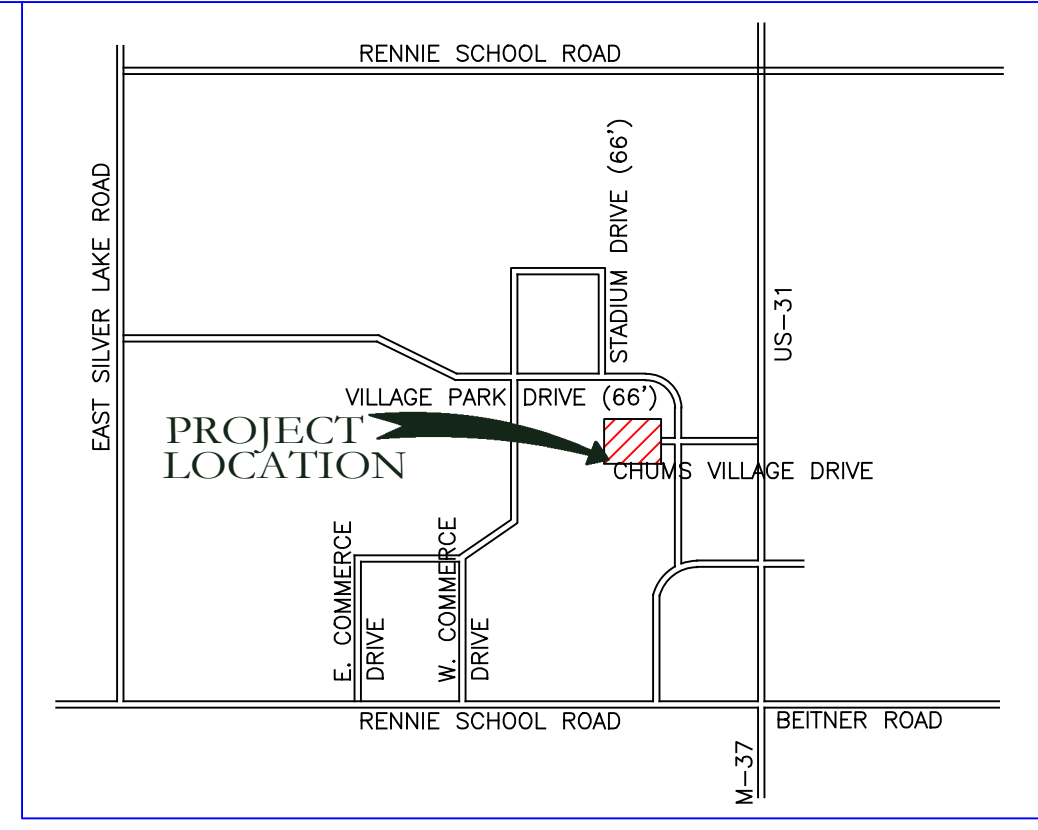 RENNIE SCHOOL ROAD
EAST SILVER LAKE ROAD
STADIUM DRIVE (66')
US-31
VILLAGE PARK DRIVE (66')
PROJECT
LOCATION
CHUMS VILLAGE DRIVE
E. COMMERCE
DRIVE
W. COMMERCE
DRIVE
RENNIE SCHOOL ROAD
BEITNER ROAD
M-37